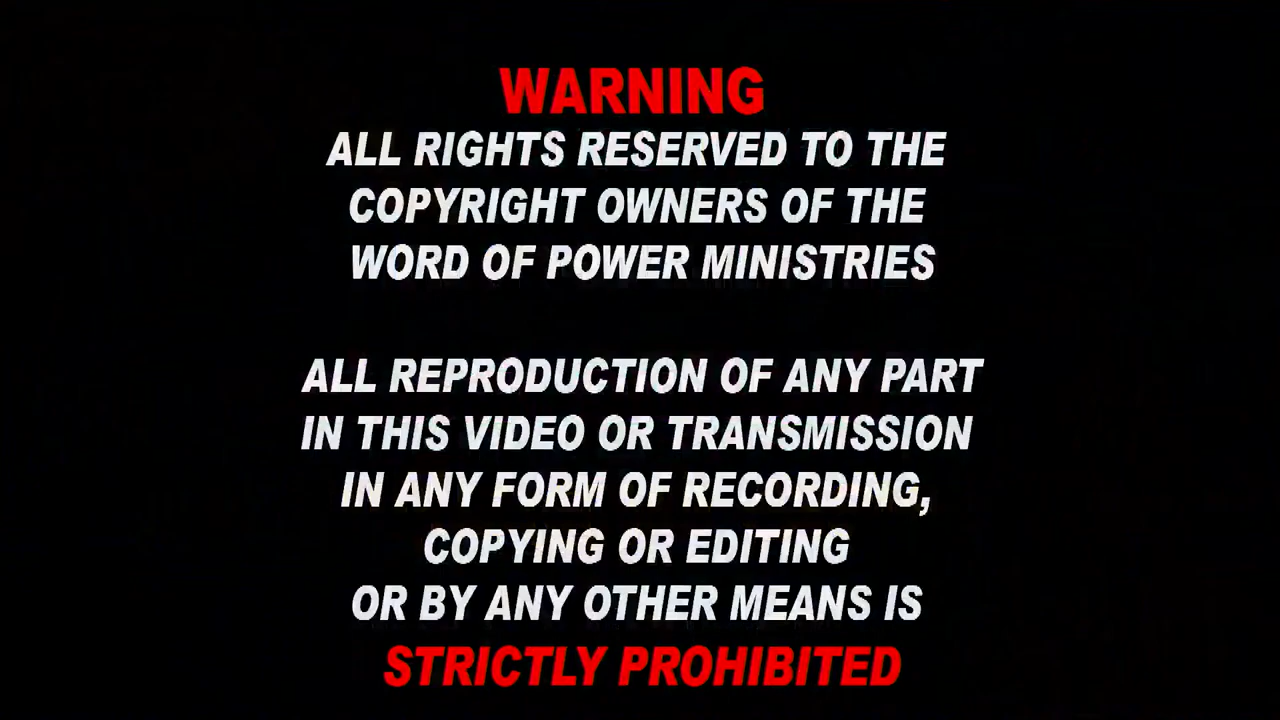 WARNING
ALL RIGHTS RESERVED TO THE
COPYRIGHT OWNERS OF THE
WORD OF POWER MINISTRIES
ALL REPRODUCTION OF ANY PART
IN THIS VIDEO OR TRANSMISSION
IN ANY FORM OF RECORDING,
COPYING OR EDITING
OR BY ANY OTHER MEANS IS
STRICTLY PROHIBITED